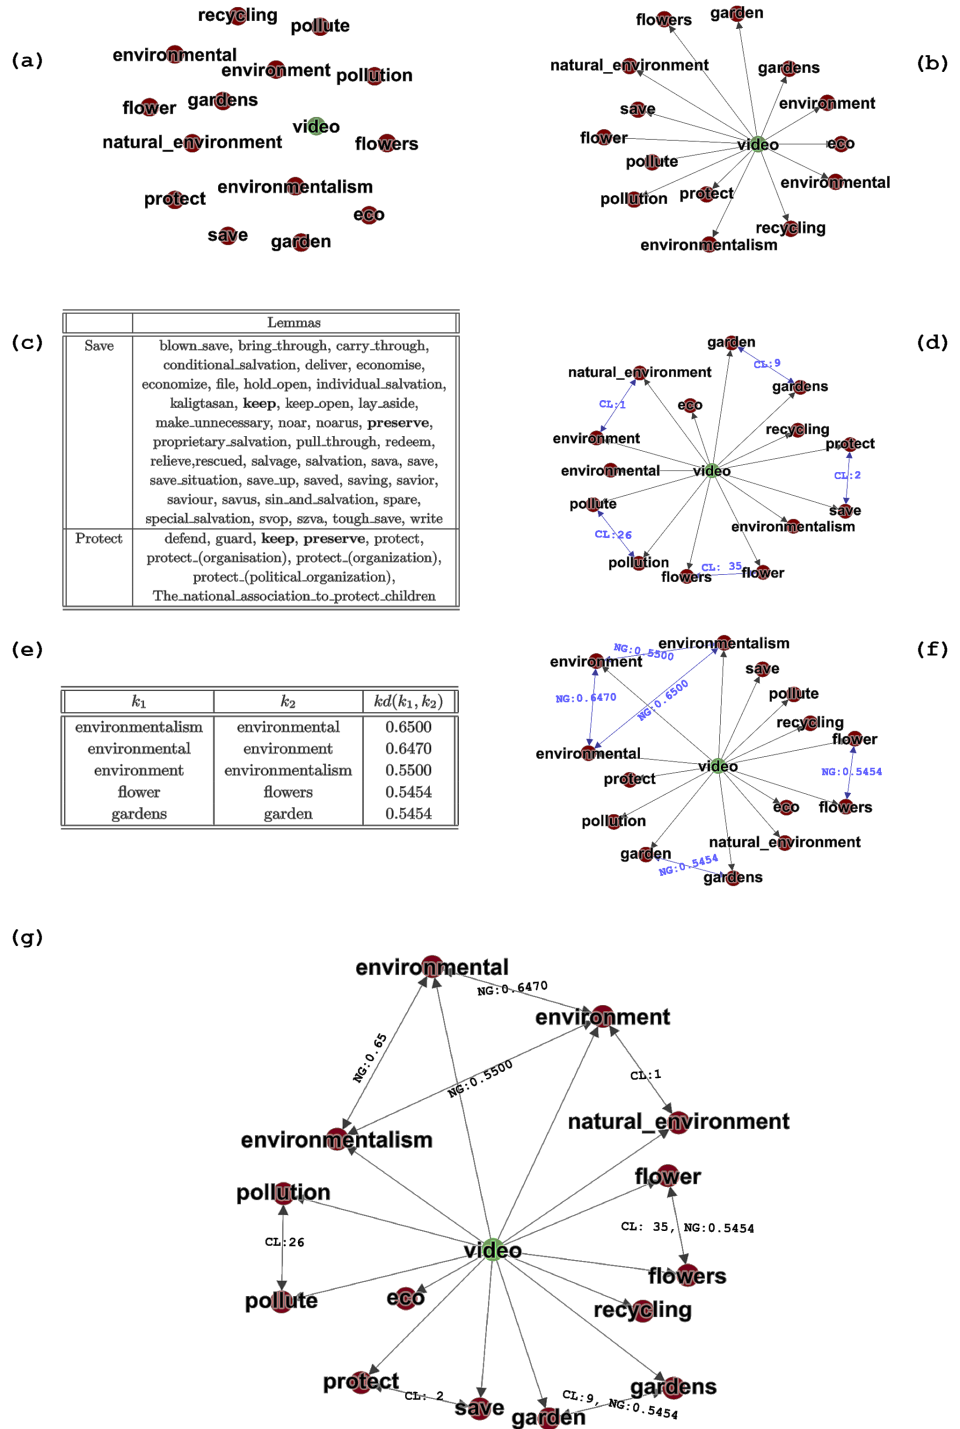 (a)
recycling
pollute
environmental
environment
pollution
flower
gardens
video
natural_environment
flowers
protect
environmentalism
eco
save
garden
(b)
flowers
garden
natural_environment
gardens
save
environment
flower
video
eco
pollute
pollution
protect
environmental
recycling
environmentalism
(c)
Lemmas
Save
blown_save, bring_through, carry_through,
conditional_salvation, deliver, economise,
economize, file, hold_open, individual_salvation,
kaligtasan, keep, keep_open, lay_aside,
make_unnecessary, noar, noarus, preserve,
proprietary_salvation, pull_through, redeem,
relieve,rescued, salvage, salvation, sava, save,
save_situation, save_up, saved, saving, savior,
saviour, savus, sin_and_salvation, spare,
special_salvation, svop, szva, tough_save, write
Protect
defend, guard, keep, preserve, protect,
protect_(organisation), protect_(organization),
protect_(political_organization),
The_national_association_to_protect_children
(d)
garden
CL:9
natural_environment
gardens
CL:1
eco
recycling
environment
protect
environmental
video
CL:2
pollute
save
CL:26
environmentalism
pollution
flowers
CL: 35
flower
(e)
k1 k2 kd(k1, k2)
environmentalism environmental 0.6500
environmental environment 0.6470
environment environmentalism 0.5500
flower flowers 0.5454
gardens garden 0.5454
(f)
environmentalism
NG:0.5500
environment
save
NG:0.6470
NG:0.6500
pollute
recycling
flower
environmental
video
NG:0.5454
protect
eco
flowers
pollution
natural_environment
garden
NG:0.5454
gardens
(g)
environmental
NG:0.6470
environment
NG:0.65
NG:0.5500
CL:1
natural_environment
environmentalism
flower
pollution
CL: 35, NG:0.5454
CL:26
video
flowers
pollute
eco
recycling
protect
CL: 2
save
garden
CL:9, NG:0.5454
gardens